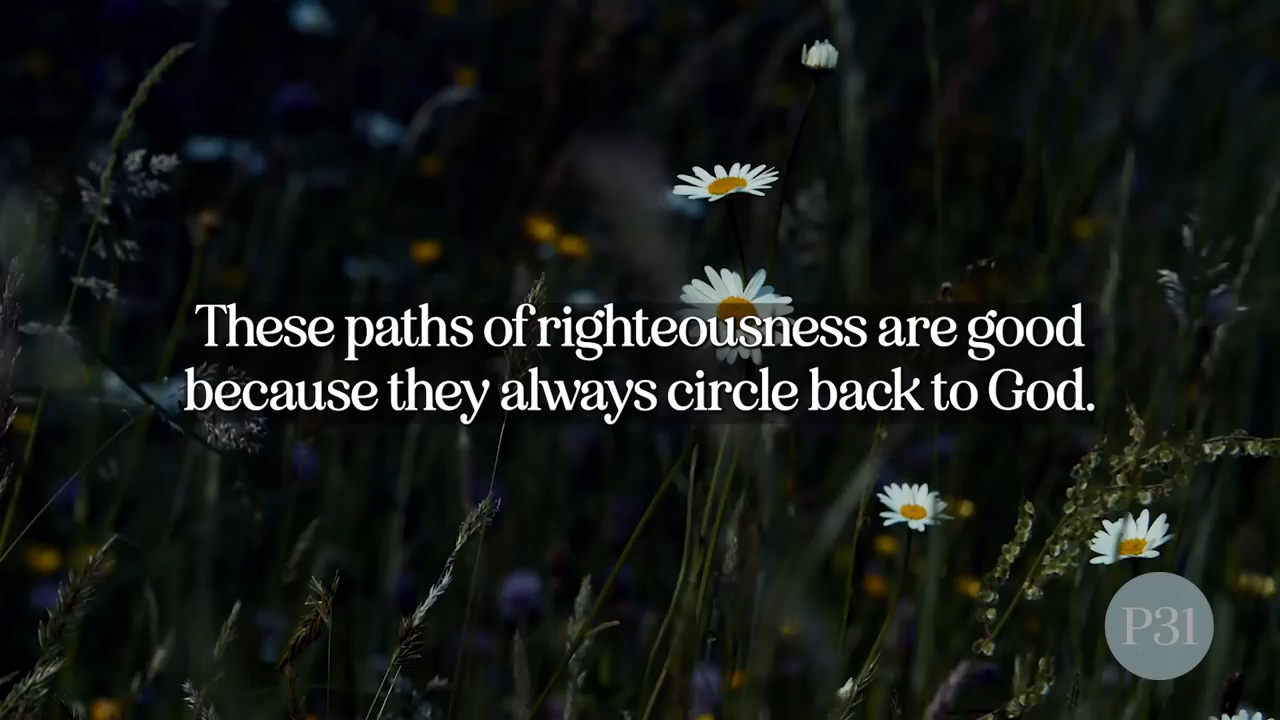 These paths of righteousness are good
because they always circle back to God.
P31